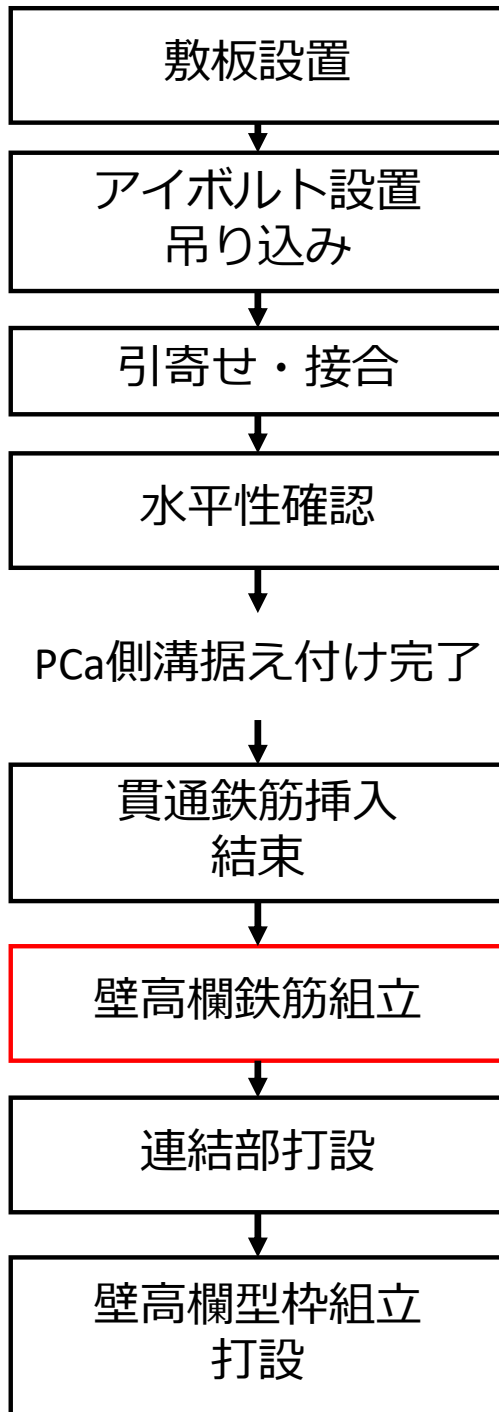 敷板設置
アイボルト設置
吊り込み
引寄せ・接合
水平性確認
PCa側溝据え付け完了
貫通鉄筋挿入
結束
壁高欄鉄筋組立
連結部打設
壁高欄型枠組立
打設